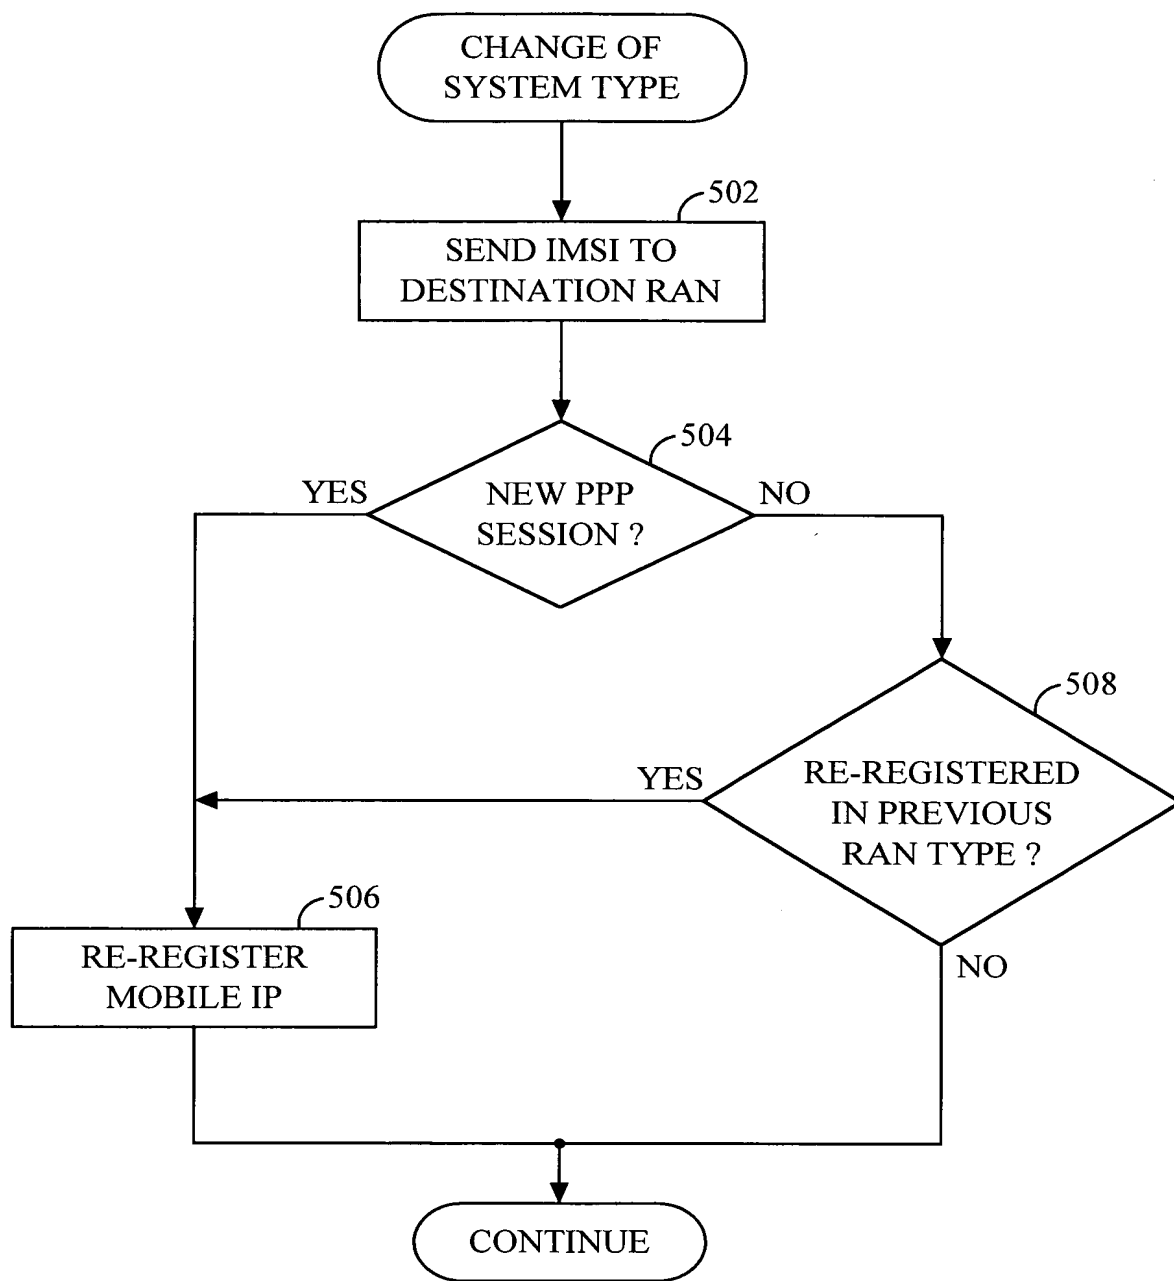 CHANGE OF
SYSTEM TYPE
502
SEND IMSI TO
DESTINATION RAN
504
YES
NEW PPP
SESSION ?
NO
508
YES
RE-REGISTERED
IN PREVIOUS
RAN TYPE ?
506
RE-REGISTER
MOBILE IP
NO
CONTINUE